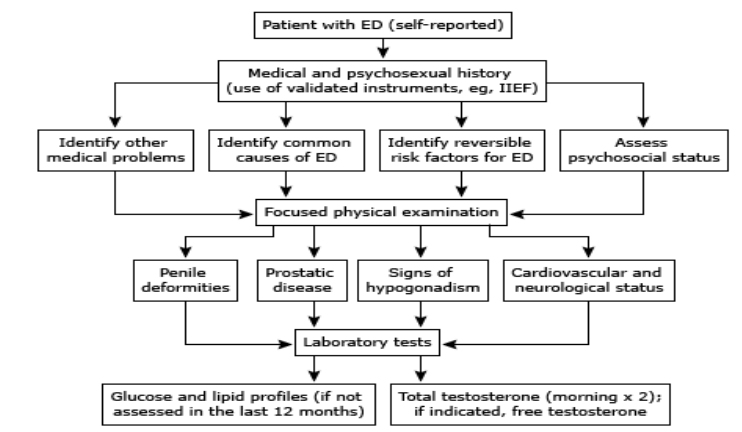 Patient with ED (self-reported)
Medical and psychosexual history
(use of validated instruments, eg, IIEF)
Identify other
medical problems
Identify common
causes of ED
Identify reversible
risk factors for ED
Assess
psychosocial status
Focused physical examination
Penile
deformities
Prostatic
disease
Signs of
hypogonadism
Cardiovascular and
neurological status
Laboratory tests
Glucose and lipid profiles (if not
assessed in the last 12 months)
Total testosterone (morning x 2);
if indicated, free testosterone